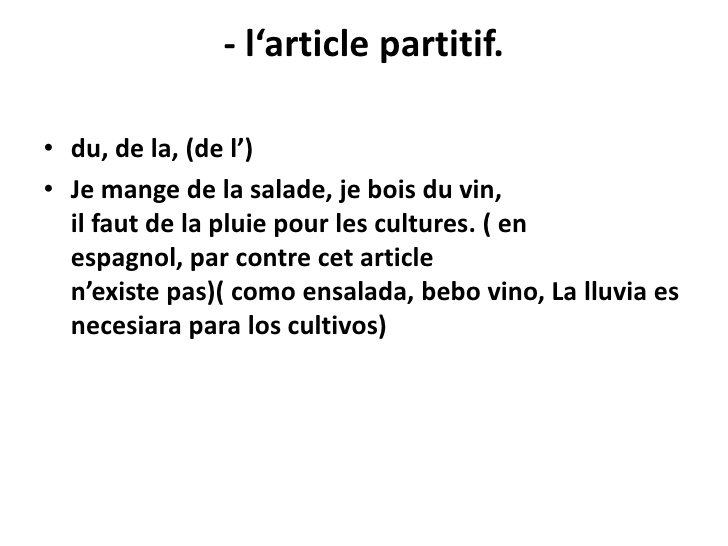 - l‘article partitif.
• du, de la, (de l’)
• Je mange de la salade, je bois du vin,
il faut de la pluie pour les cultures. ( en
espagnol, par contre cet article
n’existe pas)( como ensalada, bebo vino, La lluvia es
necesiara para los cultivos)